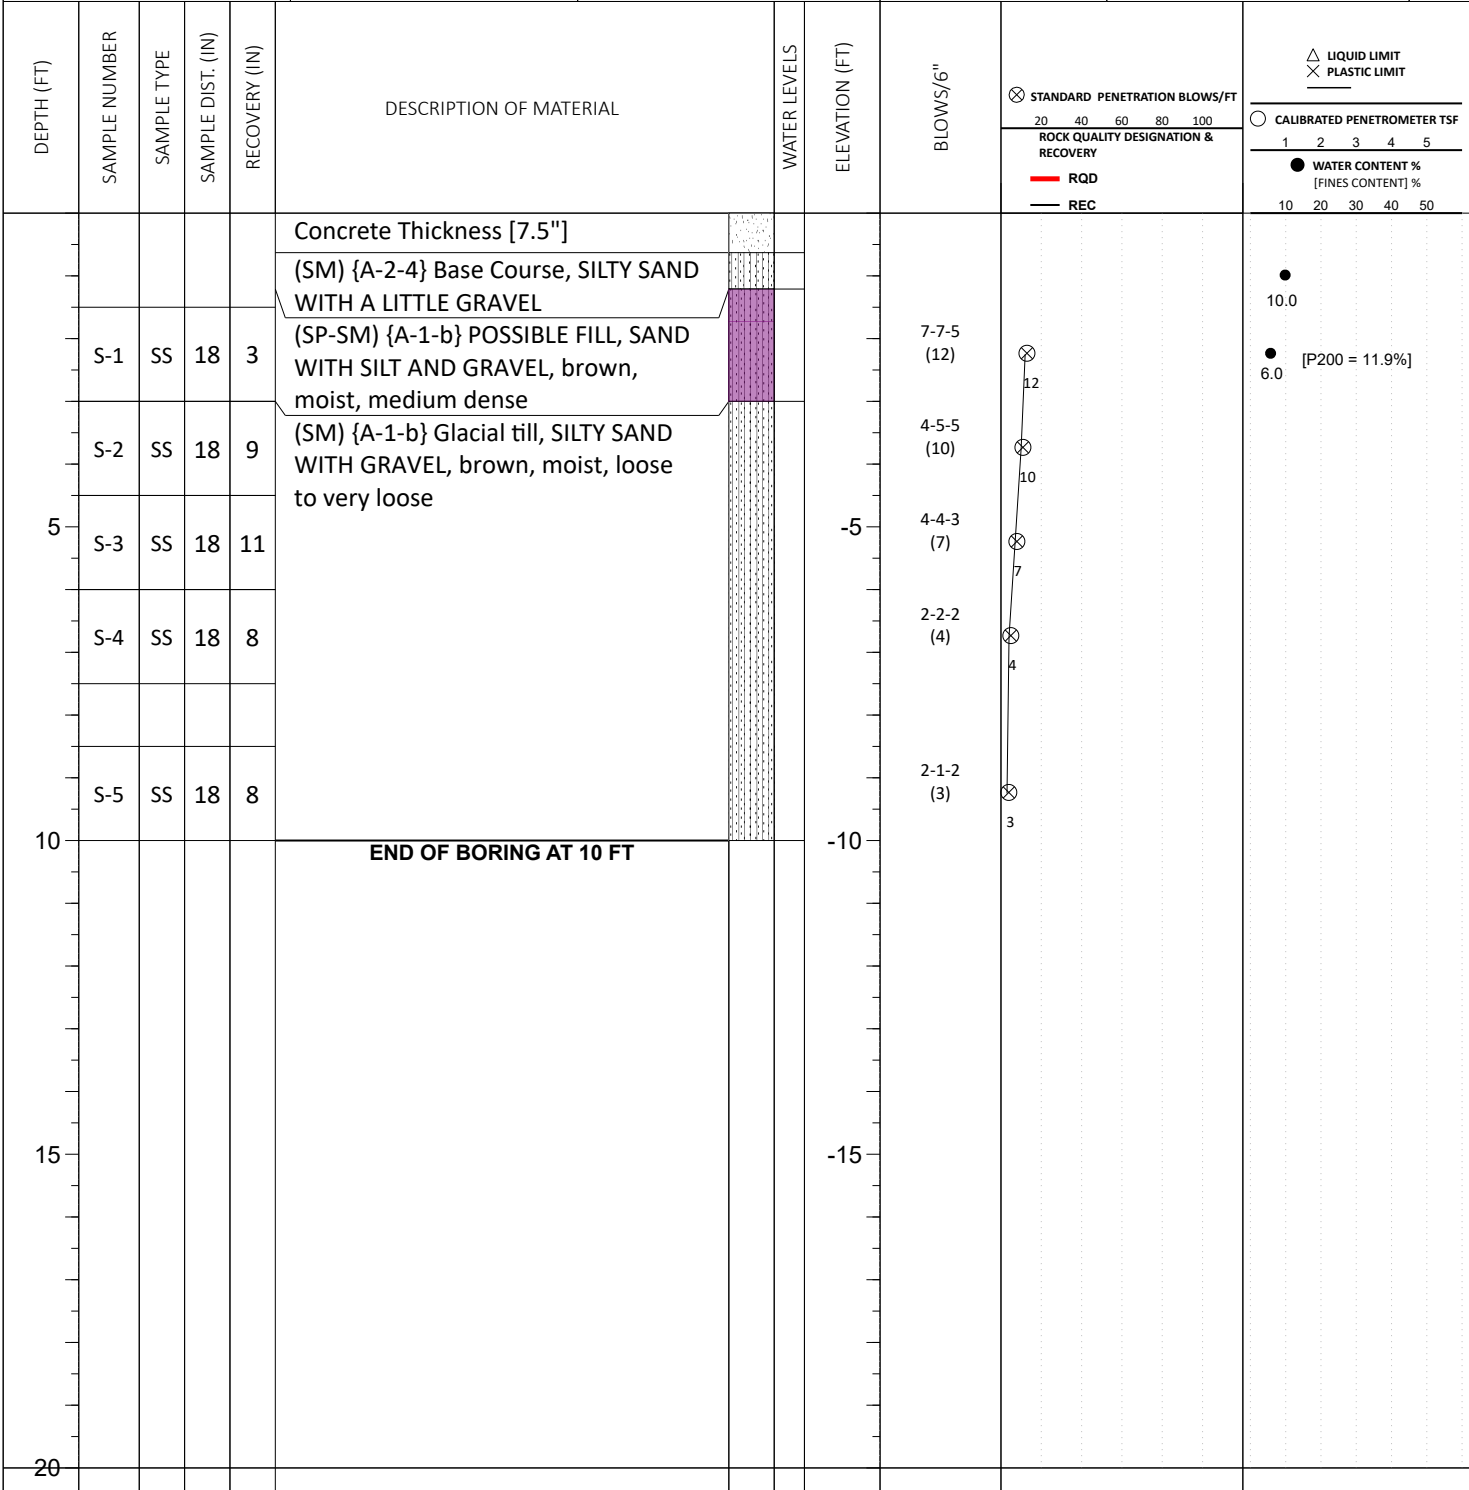 DEPTH (FT)
SAMPLE NUMBER
SAMPLE TYPE
SAMPLE DIST. (IN)
RECOVERY (IN)
DESCRIPTION OF MATERIAL
WATER LEVELS
ELEVATION (FT)
BLOWS/6"
STANDARD PENETRATION BLOWS/FT
20 40 60 80 100
ROCK QUALITY DESIGNATION &
RECOVERY
RQD
REC
LIQUID LIMIT
PLASTIC LIMIT
CALIBRATED PENETROMETER TSF
1 2 3 4 5
WATER CONTENT %
[FINES CONTENT] %
10 20 30 40 50
Concrete Thickness [7.5"]
(SM) {A-2-4} Base Course, SILTY SAND
WITH A LITTLE GRAVEL
10.0
(SP-SM) {A-1-b} POSSIBLE FILL, SAND
WITH SILT AND GRAVEL, brown,
moist, medium dense
S-1 SS 18 3
7-7-5
(12)
12
6.0
[P200 = 11.9%]
(SM) {A-1-b} Glacial till, SILTY SAND
WITH GRAVEL, brown, moist, loose
to very loose
S-2 SS 18 9
4-5-5
(10)
10
5
-5
S-3 SS 18 11
4-4-3
(7)
7
S-4 SS 18 8
2-2-2
(4)
4
S-5 SS 18 8
2-1-2
(3)
3
10
-10
END OF BORING AT 10 FT
15
-15
20